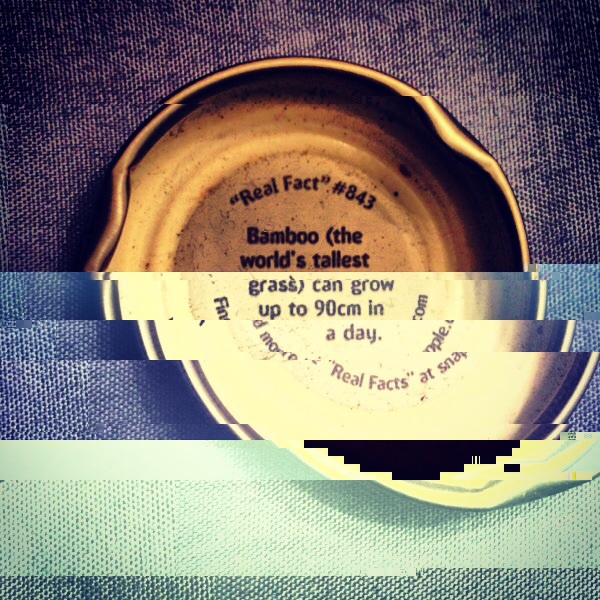 "Real Fact" #843
Bamboo (the
world's tallest
grass) can grow
up to 90cm in
a day.
"Real Facts" at